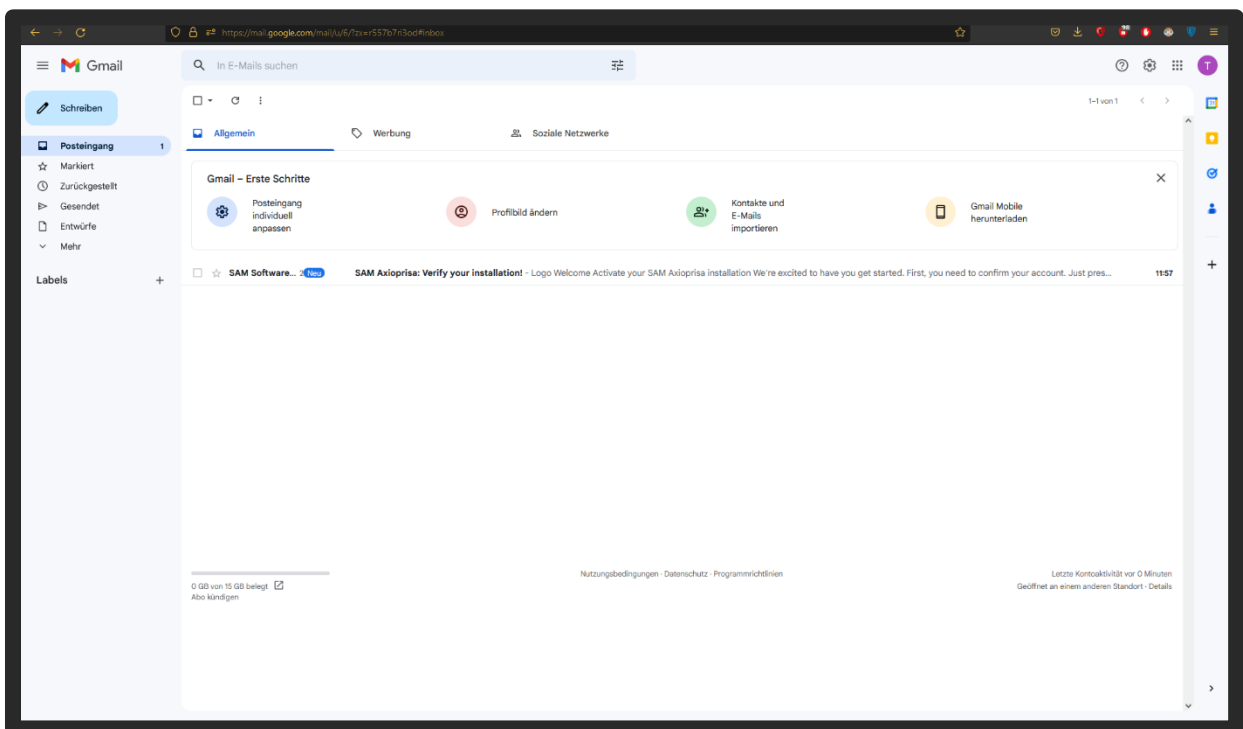 https://mail.google.com/mail/u/6/?zx=r557b7ri3od#inbox
Gmail
In E-Mails suchen
T
Schreiben
1–1 von 1
Allgemein
Werbung
Soziale Netzwerke
Posteingang 1
Markiert
Zurückgestellt
Gesendet
Entwürfe
Mehr
Labels
Gmail – Erste Schritte
Posteingang
individuell
anpassen
Profilbild ändern
Kontakte und
E-Mails
importieren
Gmail Mobile
herunterladen
SAM Software... 2 Neu SAM Axioprisa: Verify your installation! - Logo Welcome Activate your SAM Axioprisa installation We're excited to have you get started. First, you need to confirm your account. Just pres... 11:57
0 GB von 15 GB belegt
Abo kündigen
Nutzungsbedingungen · Datenschutz · Programmrichtlinien
Letzte Kontoaktivität vor 0 Minuten
Geöffnet an einem anderen Standort · Details